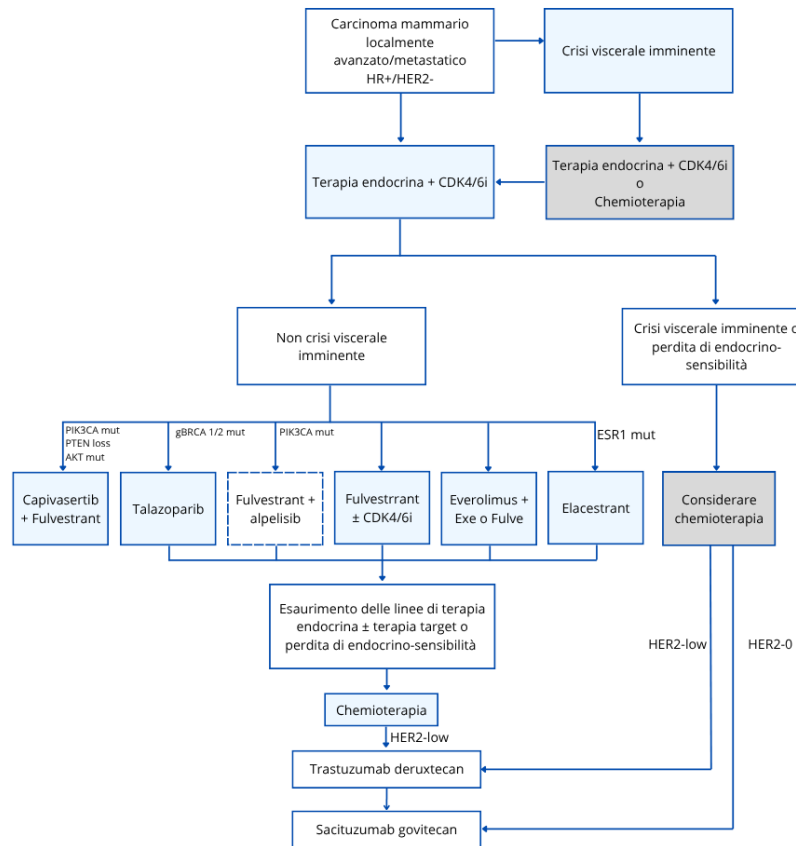 Carcinoma mammario
localmente
avanzato/metastatico
HR+/HER2-
Crisi viscerale imminente
Terapia endocrina + CDK4/6i
Terapia endocrina + CDK4/6i
o
Chemioterapia
Non crisi viscerale
imminente
Crisi viscerale imminente o
perdita di endocrino-
sensibilità
PIK3CA mut
PTEN loss
AKT mut
gBRCA 1/2 mut
PIK3CA mut
ESR1 mut
Capivasertib
+ Fulvestrant
Talazoparib
Fulvestrant +
alpelisib
Fulvestrrant
± CDK4/6i
Everolimus +
Exe o Fulve
Elacestrant
Considerare
chemioterapia
Esaurimento delle linee di terapia
endocrina ± terapia target o
perdita di endocrino-sensibilità
HER2-low
HER2-0
Chemioterapia
HER2-low
Trastuzumab deruxtecan
Sacituzumab govitecan